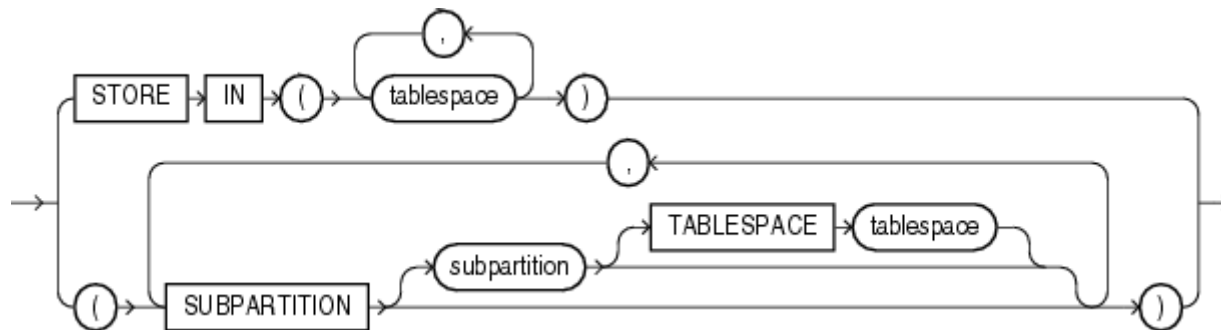 ,
STORE IN ( tablespace )
,
TABLESPACE tablespace
subpartition
( SUBPARTITION )